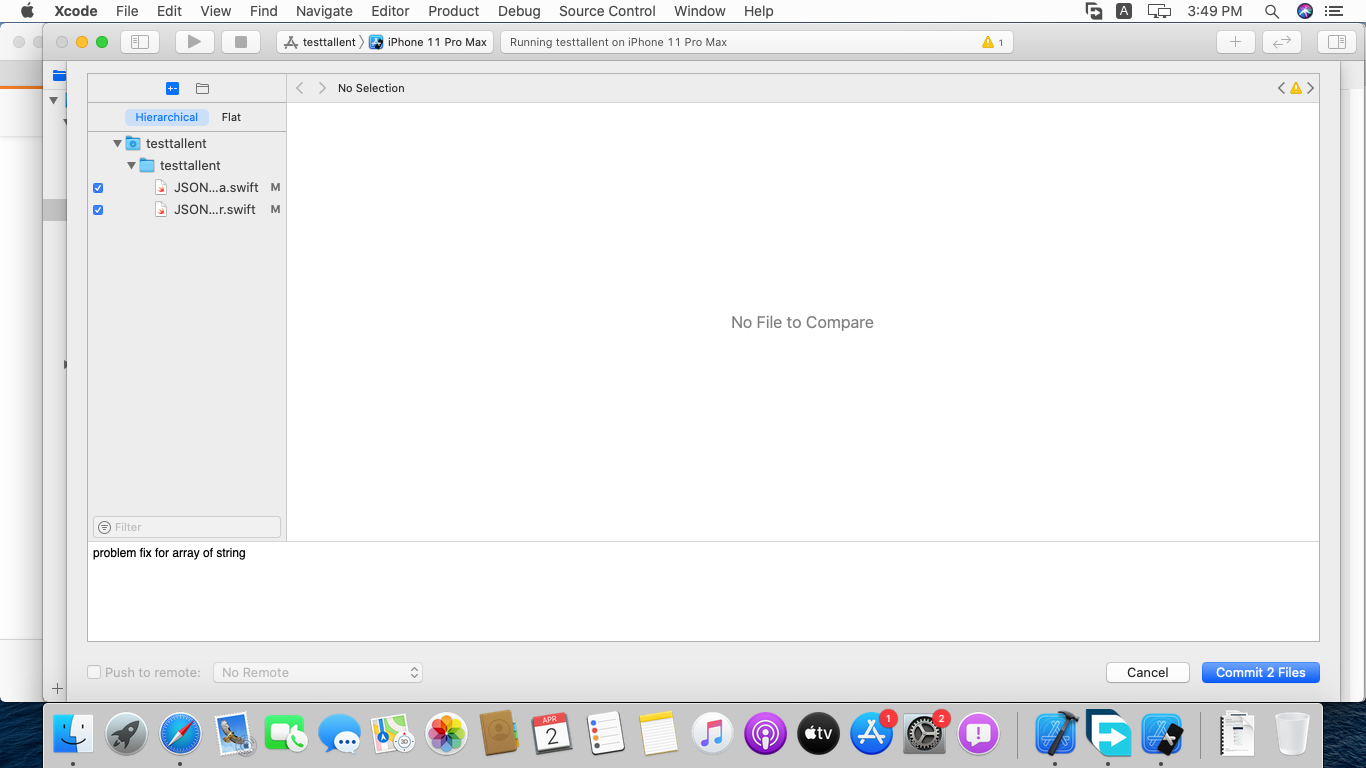 Xcode File Edit View Find Navigate Editor Product Debug Source Control Window Help A 3:49 PM
testtallent iPhone 11 Pro Max Running testtallent on iPhone 11 Pro Max 1
No Selection
Hierarchical Flat
testtallent
testtallent
JSON...a.swift M
JSON...r.swift M
No File to Compare
Filter
problem fix for array of string
Push to remote: No Remote Cancel Commit 2 Files
APR
2
3D
tv
1
2